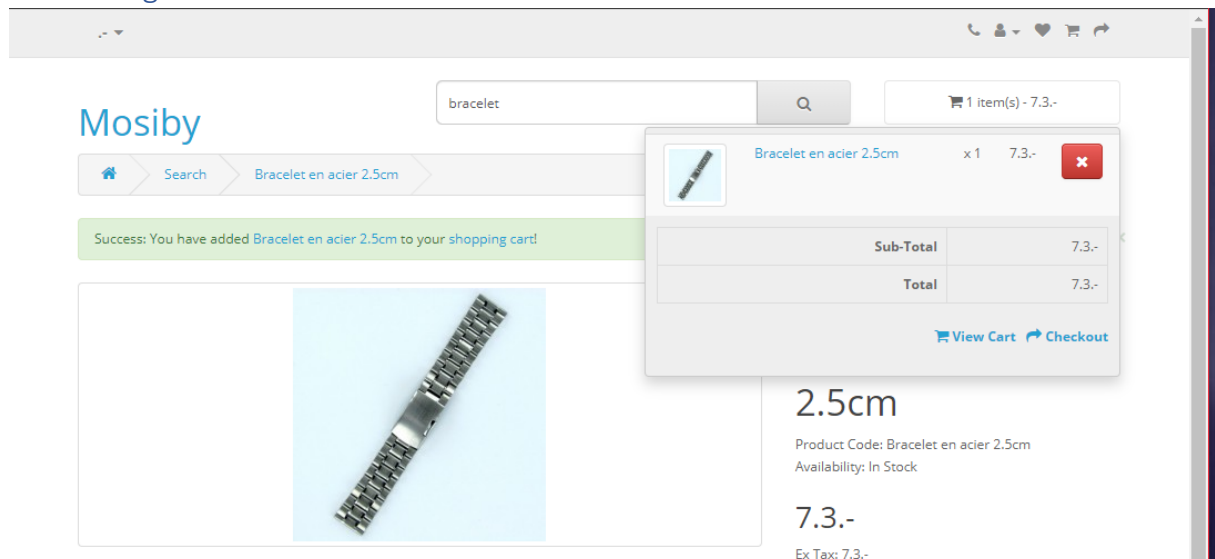 .-
bracelet
1 item(s) - 7.3.-
Mosiby
Search
Bracelet en acier 2.5cm
Bracelet en acier 2.5cm x 1 7.3.-
Success: You have added Bracelet en acier 2.5cm to your shopping cart!
Sub-Total 7.3.-
Total 7.3.-
View Cart Checkout
2.5cm
Product Code: Bracelet en acier 2.5cm
Availability: In Stock
7.3.-
Ex Tax: 7.3.-